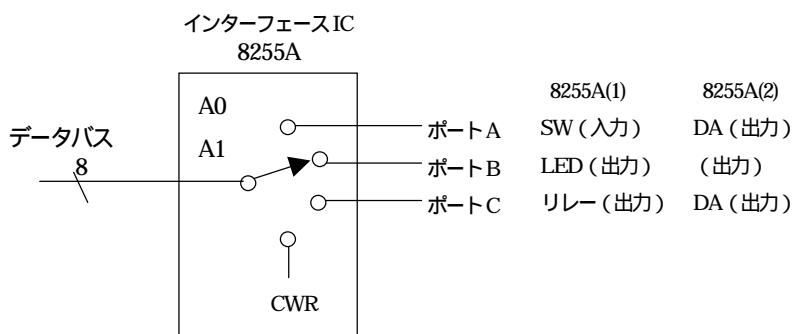 インターフェースIC
8255A
8255A(1) 8255A(2)
A0
ポートA SW(入力) DA(出力)
データバス
A1
8
ポートB LED(出力) (出力)
ポートC リレー(出力) DA(出力)
CWR